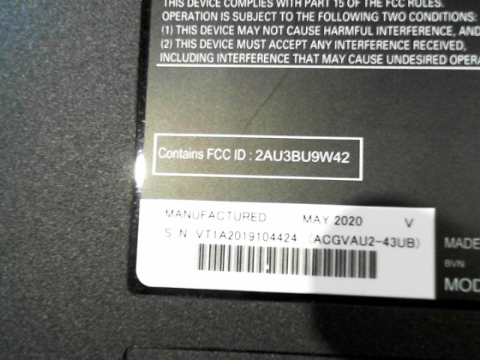 THIS DEVICE COMPLIES WITH PART 15 OF THE FCC RULES.
OPERATION IS SUBJECT TO THE FOLLOWING TWO CONDITIONS:
(1) THIS DEVICE MAY NOT CAUSE HARMFUL INTERFERENCE, AND
(2) THIS DEVICE MUST ACCEPT ANY INTERFERENCE RECEIVED,
INCLUDING INTERFERENCE THAT MAY CAUSE UNDESIRED OPERA
Contains FCC ID : 2AU3BU9W42
MANUFACTURED MAY 2020 V
S N VT1A2019104424 (ACGVAU2-43UB)
MADE
BVN
MOD